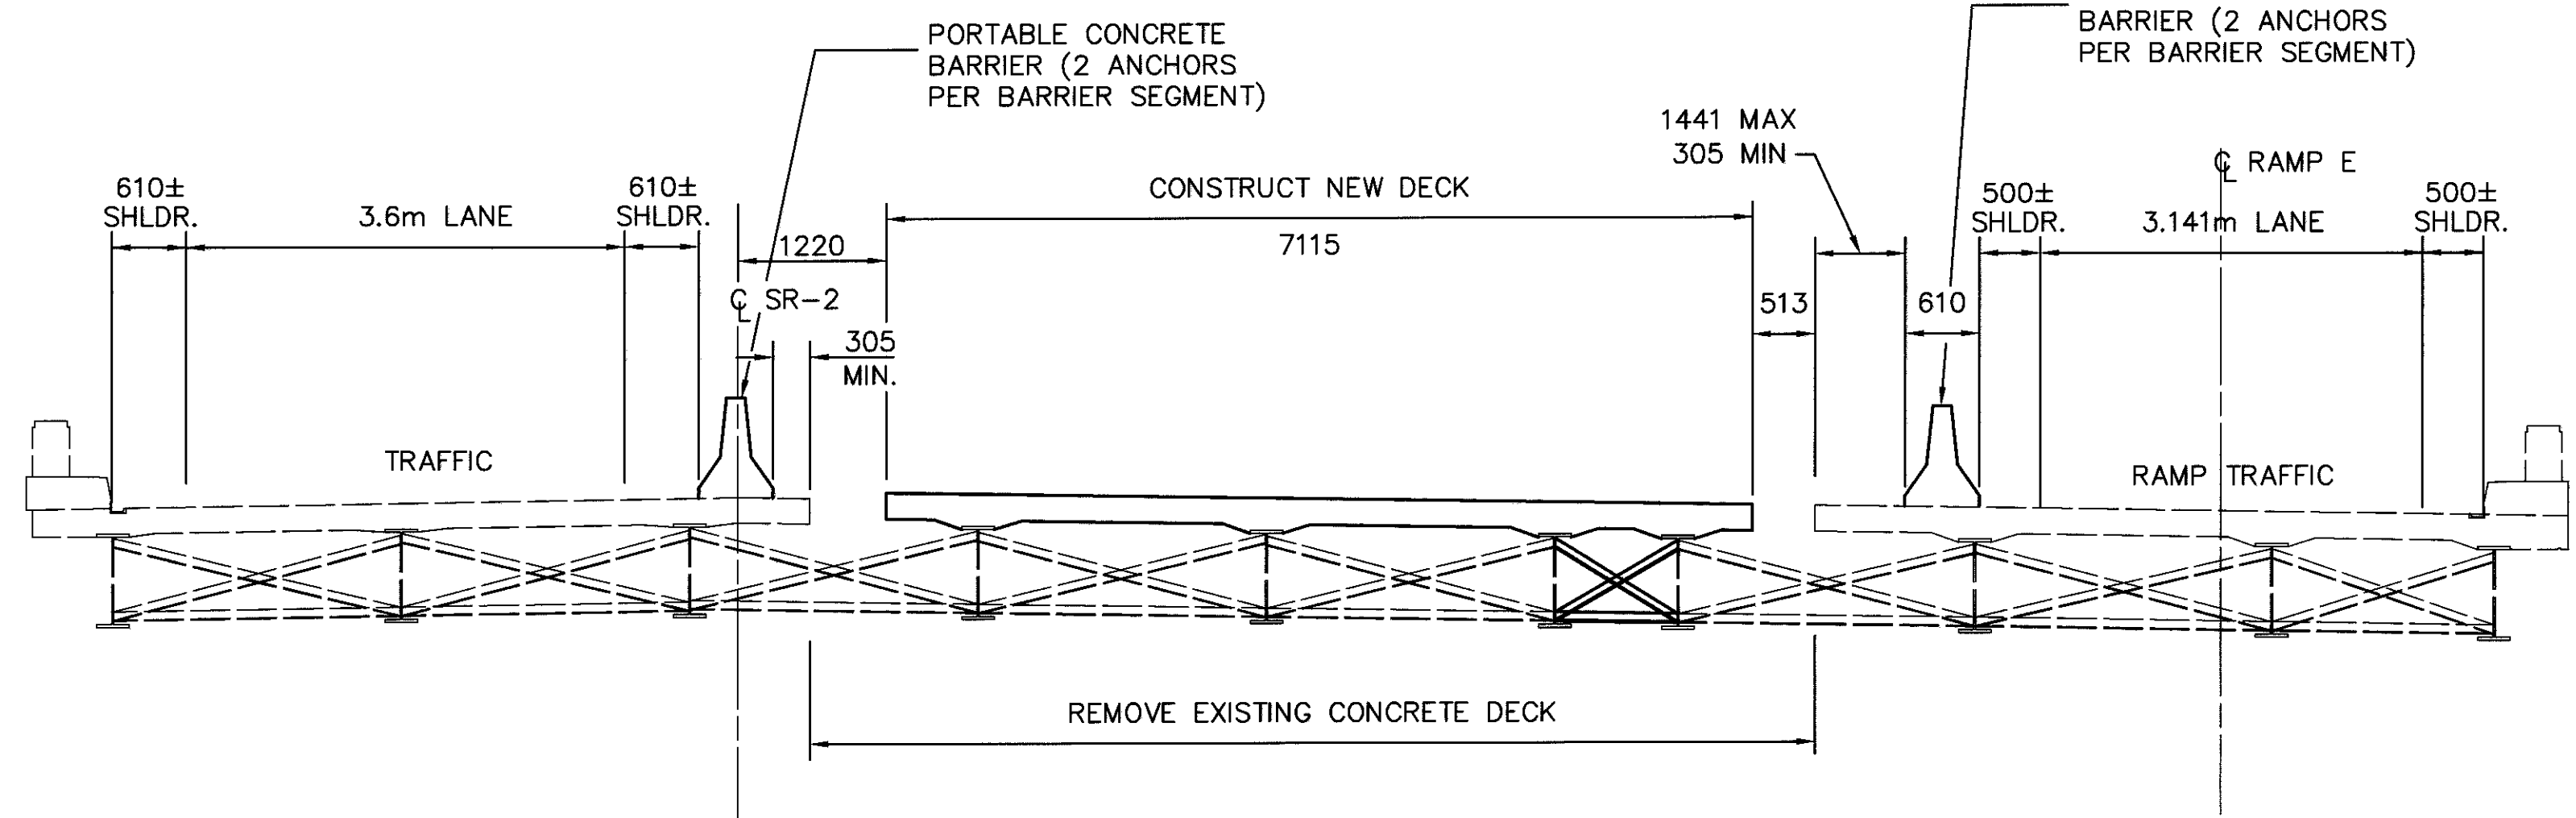 PORTABLE CONCRETE
BARRIER (2 ANCHORS
PER BARRIER SEGMENT)
BARRIER (2 ANCHORS
PER BARRIER SEGMENT)
1441 MAX
305 MIN
℄ RAMP E
610±
SHLDR.
3.6m LANE
610±
SHLDR.
CONSTRUCT NEW DECK
7115
1220
500±
SHLDR.
3.141m LANE
500±
SHLDR.
℄ SR-2
513
610
305
MIN.
TRAFFIC
RAMP TRAFFIC
REMOVE EXISTING CONCRETE DECK